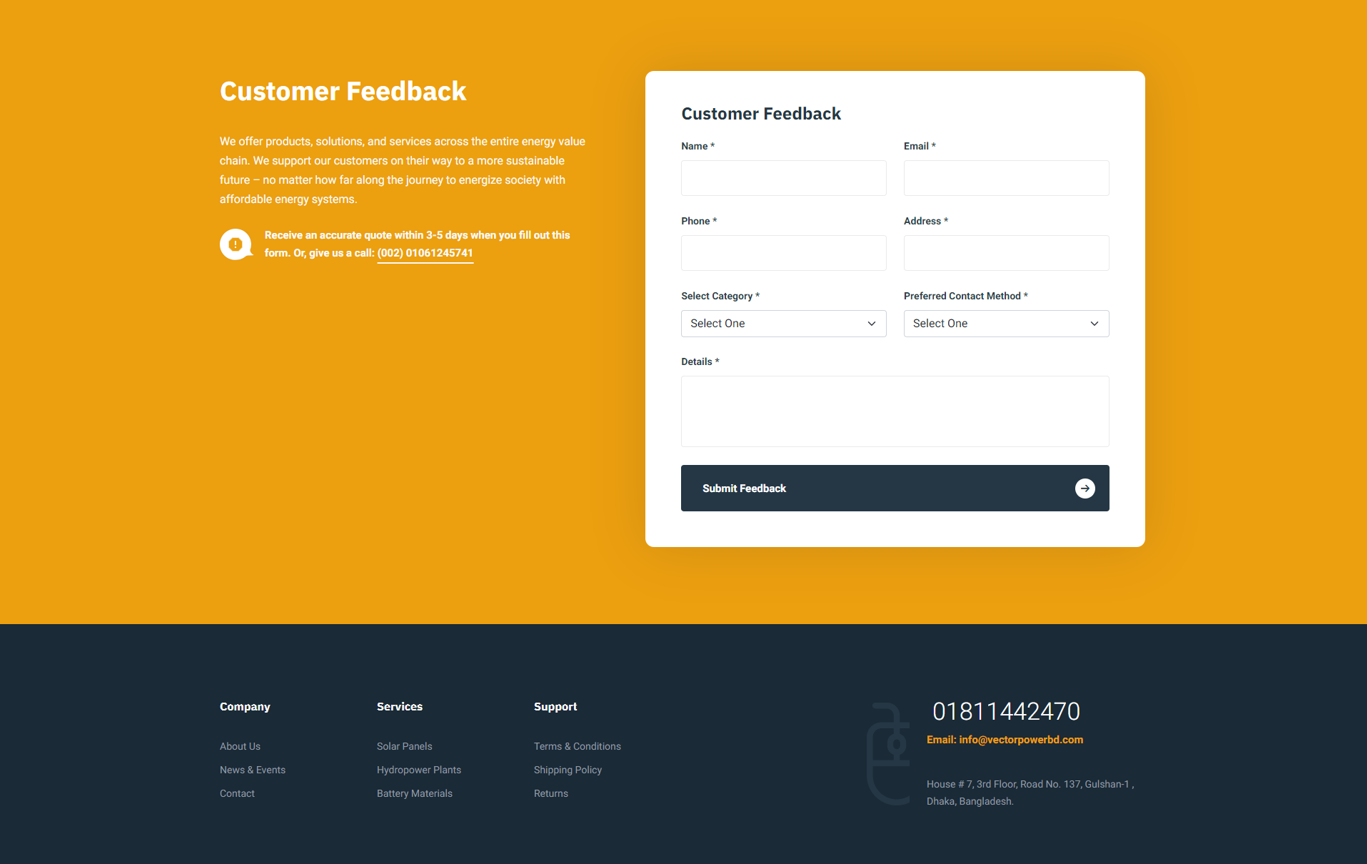 Customer Feedback
We offer products, solutions, and services across the entire energy value
chain. We support our customers on their way to a more sustainable
future – no matter how far along the journey to energize society with
affordable energy systems.
Receive an accurate quote within 3-5 days when you fill out this
form. Or, give us a call: (002) 01061245741
Customer Feedback
Name *
Email *
Phone *
Address *
Select Category *
Preferred Contact Method *
Select One
Select One
Details *
Submit Feedback
Company
About Us
News & Events
Contact
Services
Solar Panels
Hydropower Plants
Battery Materials
Support
Terms & Conditions
Shipping Policy
Returns
01811442470
Email: info@vectorpowerbd.com
House # 7, 3rd Floor, Road No. 137, Gulshan-1 ,
Dhaka, Bangladesh.